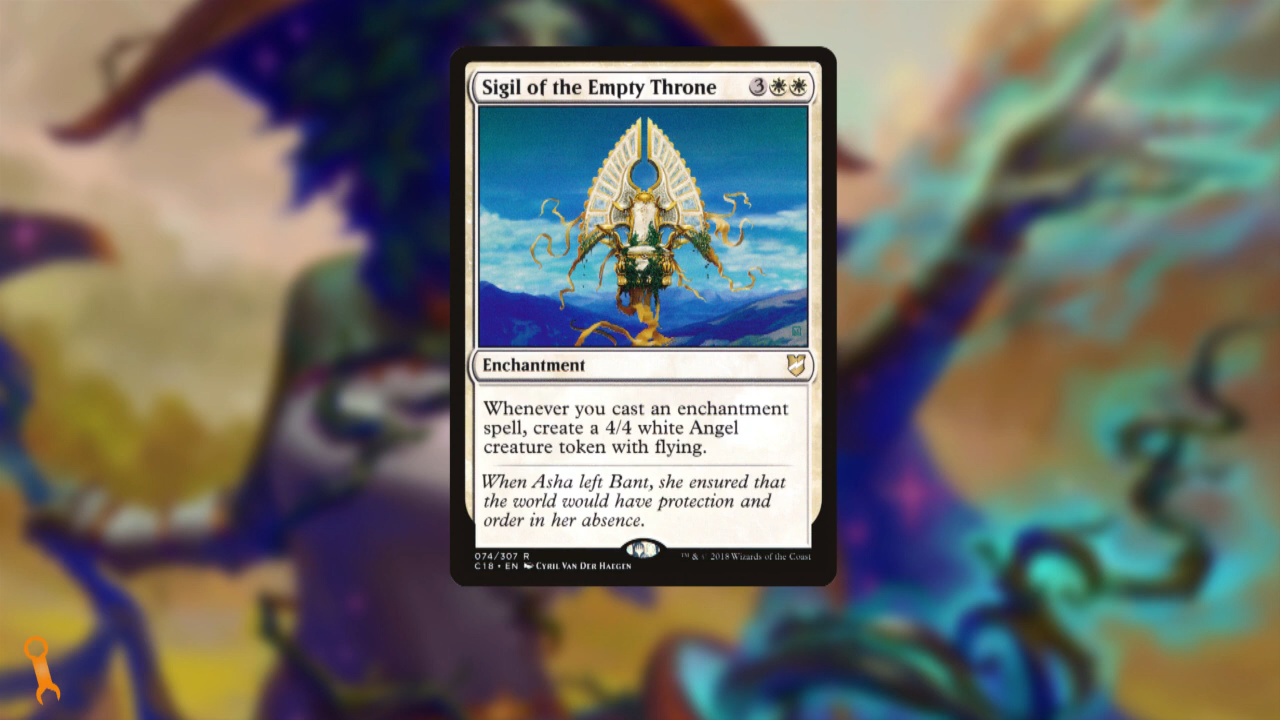 Sigil of the Empty Throne 3
Enchantment
Whenever you cast an enchantment
spell, create a 4/4 white Angel
creature token with flying.
When Asha left Bant, she ensured that
the world would have protection and
order in her absence.
074/307 R ™ & © 2018 Wizards of the Coast
C18 • EN Cyril Van Der Haegen